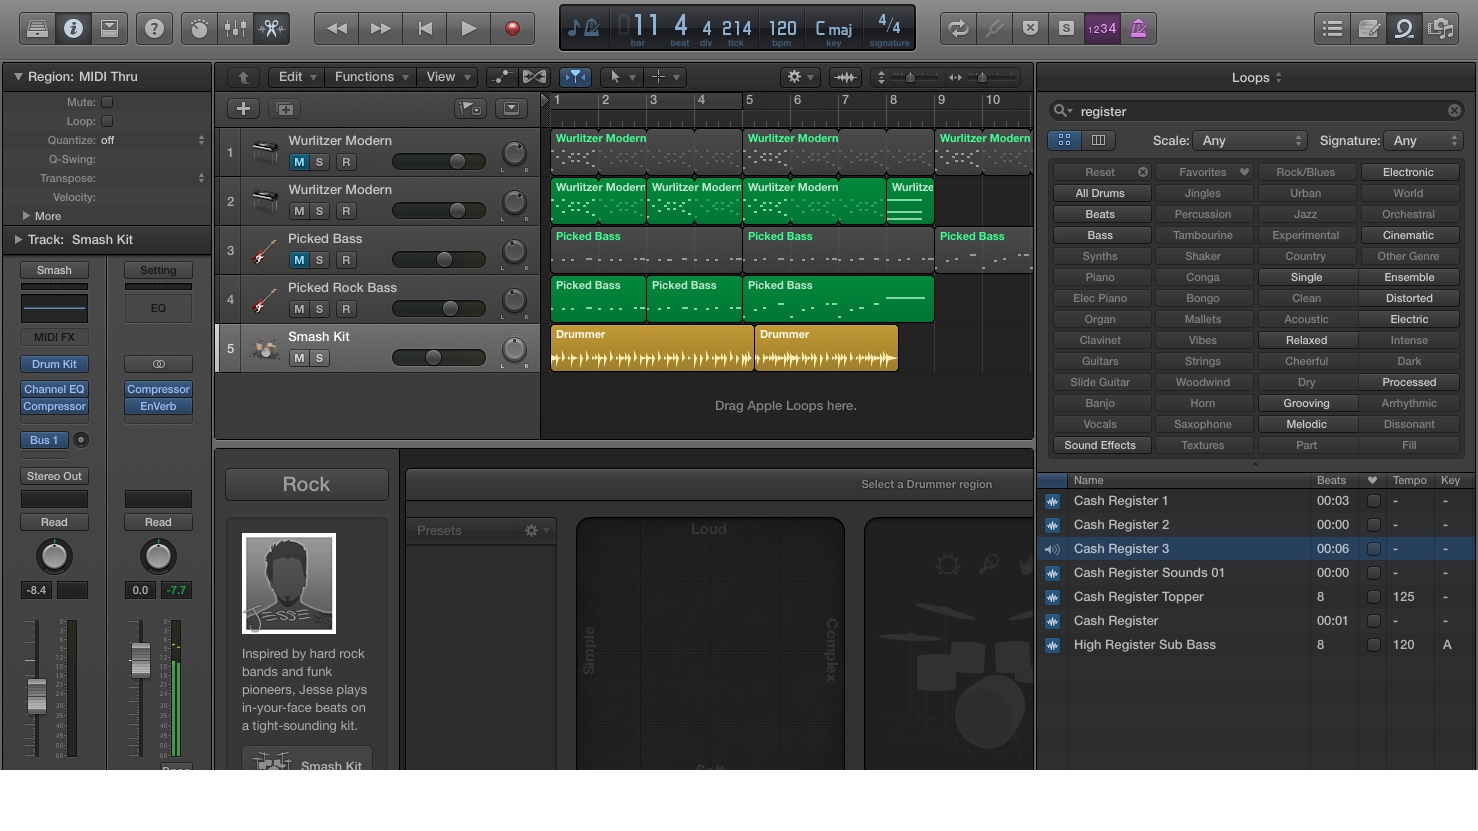 11 4 4 214 120 C maj 4/4
bar beat div tick bpm key signature
S 1234
Region: MIDI Thru
Mute:
Loop:
Quantize: off
Q-Swing:
Transpose:
Velocity:
More
Track: Smash Kit
Smash Setting
EQ
MIDI FX
Drum Kit
Channel EQ Compressor
Compressor EnVerb
Bus 1
Stereo Out
Read Read
-8.4 0.0 -7.7
Edit Functions View
1 2 3 4 5 6 7 8 9 10
1 Wurlitzer Modern
M S R
Wurlitzer Modern Wurlitzer Modern Wurlitzer Modern
2 Wurlitzer Modern
M S R
Wurlitzer Modern Wurlitzer Modern Wurlitzer Modern Wurlitze
3 Picked Bass
M S R
Picked Bass Picked Bass Picked Bass
4 Picked Rock Bass
M S R
Picked Bass Picked Bass Picked Bass
5 Smash Kit
M S
Drummer Drummer
Drag Apple Loops here.
Rock
JESSE
Inspired by hard rock
bands and funk
pioneers, Jesse plays
in-your-face beats on
a tight-sounding kit.
Smash Kit
Select a Drummer region
Presets
Loud
Simple
Complex
Soft
Loops
register
Scale: Any Signature: Any
Reset Favorites Rock/Blues Electronic
All Drums Jingles Urban World
Beats Percussion Jazz Orchestral
Bass Tambourine Experimental Cinematic
Synths Shaker Country Other Genre
Piano Conga Single Ensemble
Elec Piano Bongo Clean Distorted
Organ Mallets Acoustic Electric
Clavinet Vibes Relaxed Intense
Guitars Strings Cheerful Dark
Slide Guitar Woodwind Dry Processed
Banjo Horn Grooving Arrhythmic
Vocals Saxophone Melodic Dissonant
Sound Effects Textures Part Fill
Name Beats Tempo Key
Cash Register 1 00:03 - -
Cash Register 2 00:00 - -
Cash Register 3 00:06 - -
Cash Register Sounds 01 00:00 - -
Cash Register Topper 8 125 -
Cash Register 00:01 - -
High Register Sub Bass 8 120 A